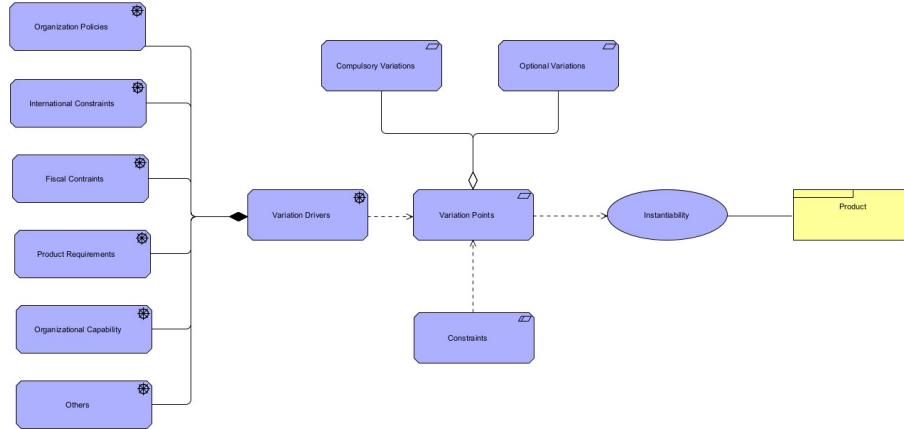 Organization Policies
Compulsory Variations
Optional Variations
International Constraints
Fiscal Contraints
Variation Drivers
Variation Points
Instantiability
Product
Product Requirements
Organizational Capability
Constraints
Others